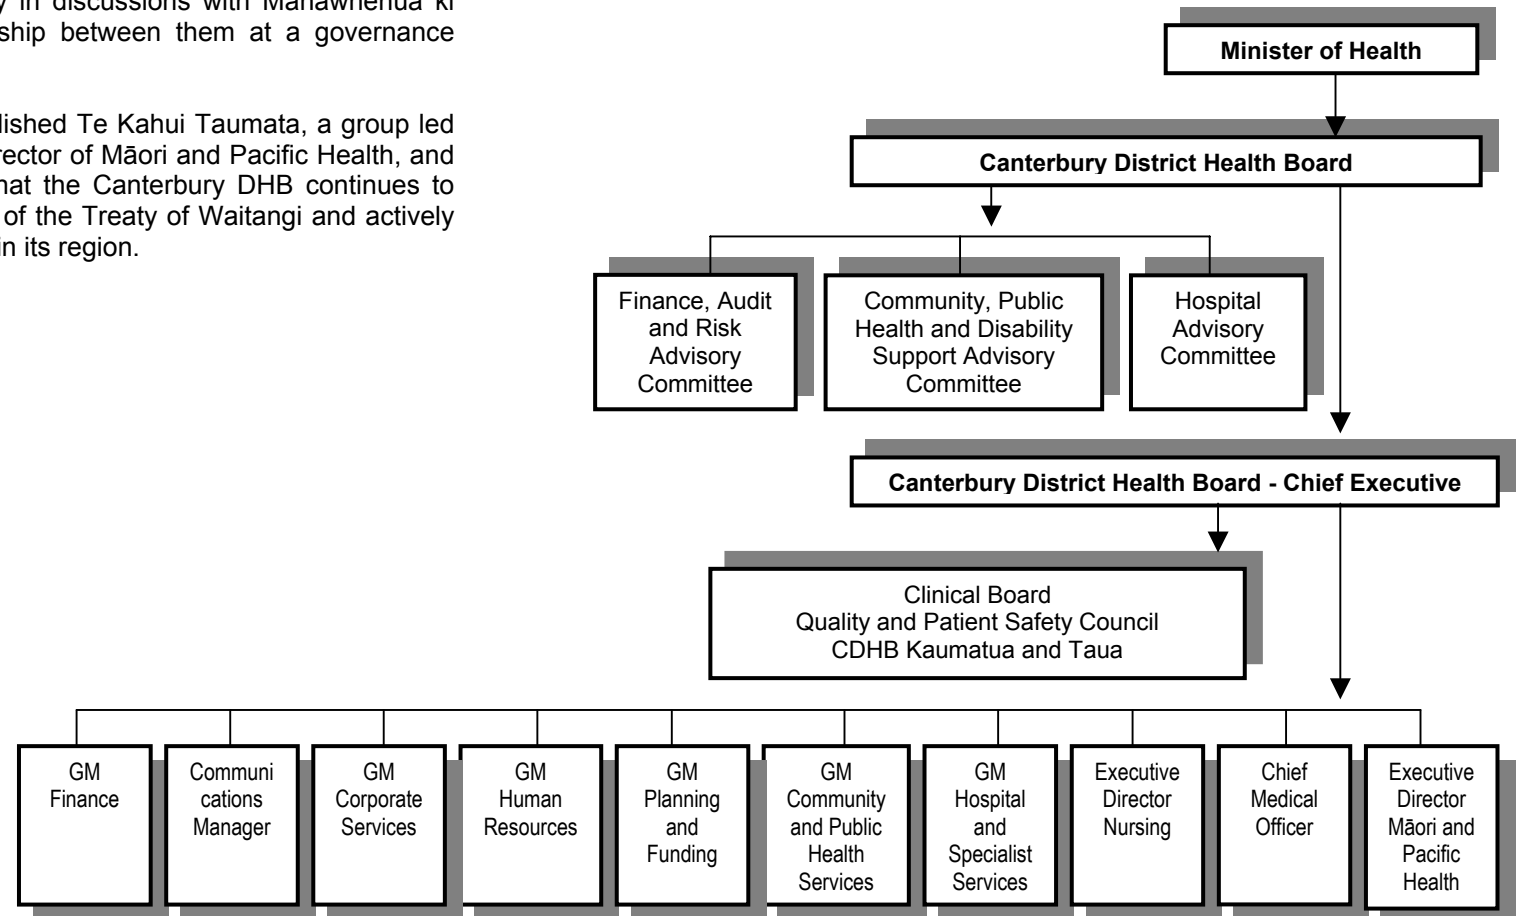 y in discussions with Manawhenua ki
ship between them at a governance
lished Te Kahui Taumata, a group led
rector of Māori and Pacific Health, and
hat the Canterbury DHB continues to
of the Treaty of Waitangi and actively
in its region.
Minister of Health
Canterbury District Health Board
Finance, Audit
and Risk
Advisory
Committee
Community, Public
Health and Disability
Support Advisory
Committee
Hospital
Advisory
Committee
Canterbury District Health Board - Chief Executive
Clinical Board
Quality and Patient Safety Council
CDHB Kaumatua and Taua
GM
Finance
Communi
cations
Manager
GM
Corporate
Services
GM
Human
Resources
GM
Planning
and
Funding
GM
Community
and Public
Health
Services
GM
Hospital
and
Specialist
Services
Executive
Director
Nursing
Chief
Medical
Officer
Executive
Director
Māori and
Pacific
Health